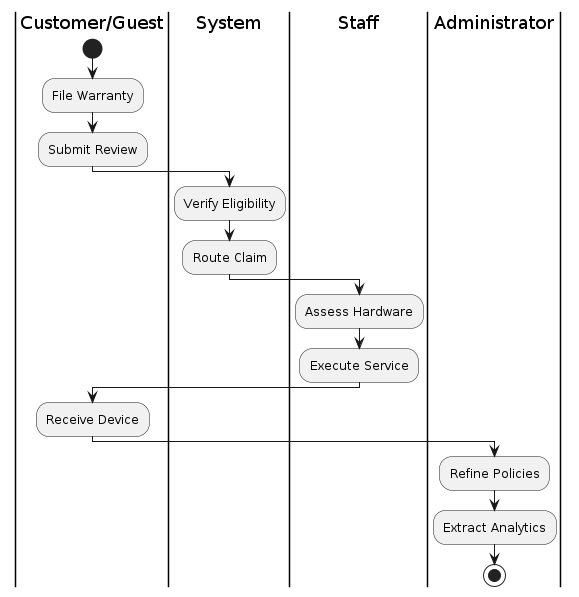 Customer/Guest
System
Staff
Administrator
File Warranty
Submit Review
Verify Eligibility
Route Claim
Assess Hardware
Execute Service
Receive Device
Refine Policies
Extract Analytics